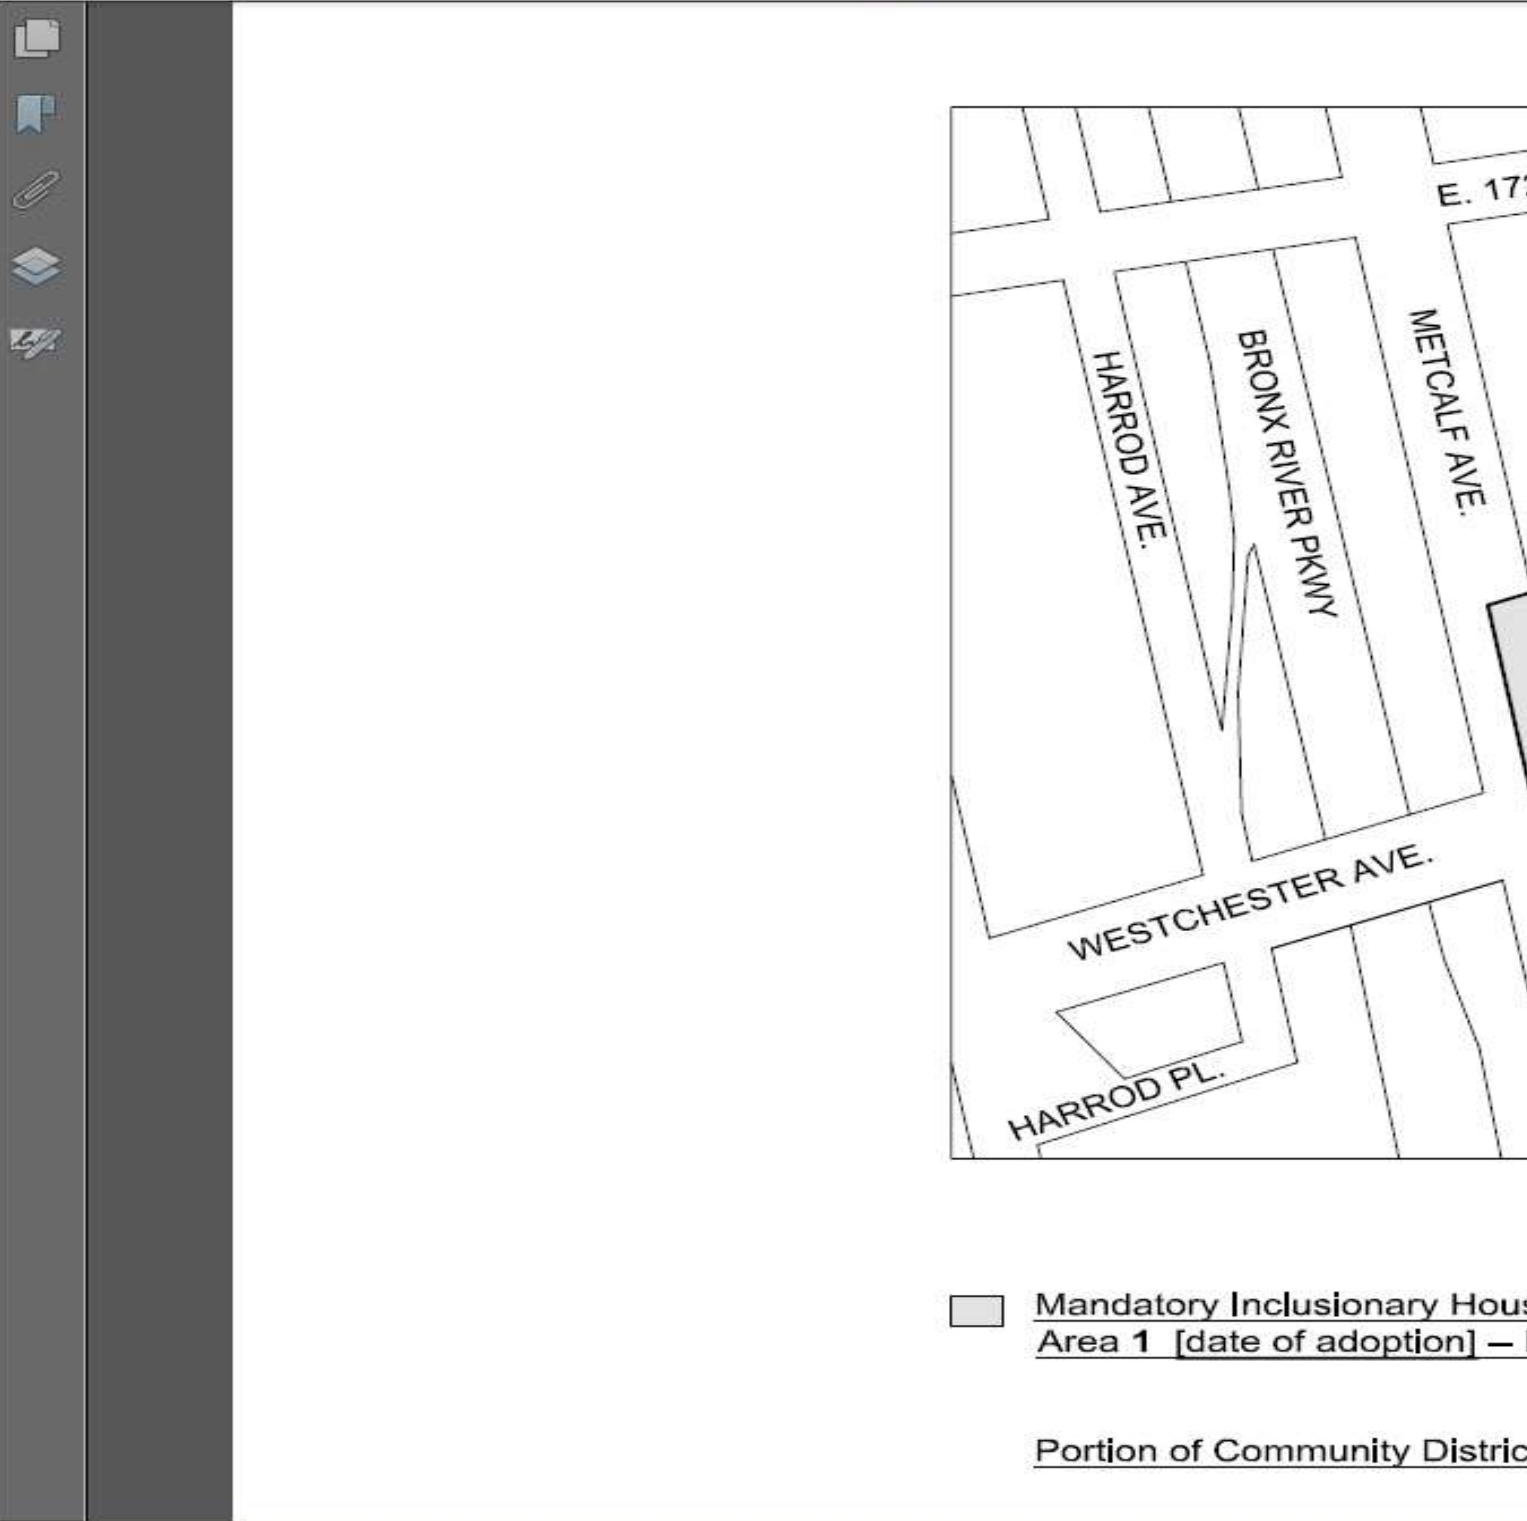 E. 17
METCALF AVE.
BRONX RIVER PKWY
HARROD AVE.
WESTCHESTER AVE.
HARROD PL.
Mandatory Inclusionary Hous
Area 1 [date of adoption] –
Portion of Community Distric